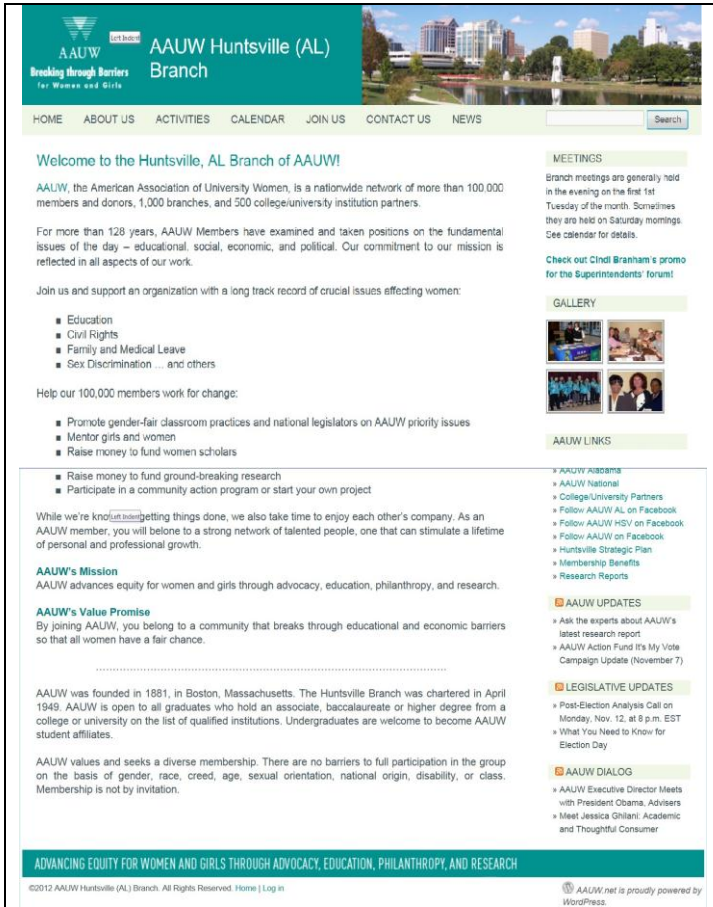 AAUW
Breaking through Barriers
for Women and Girls
Left Indent
AAUW Huntsville (AL)
Branch
HOME ABOUT US ACTIVITIES CALENDAR JOIN US CONTACT US NEWS
Search
Welcome to the Huntsville, AL Branch of AAUW!
AAUW, the American Association of University Women, is a nationwide network of more than 100,000
members and donors, 1,000 branches, and 500 college/university institution partners.
For more than 128 years, AAUW Members have examined and taken positions on the fundamental
issues of the day – educational, social, economic, and political. Our commitment to our mission is
reflected in all aspects of our work.
Join us and support an organization with a long track record of crucial issues affecting women:
Education
Civil Rights
Family and Medical Leave
Sex Discrimination … and others
Help our 100,000 members work for change:
Promote gender-fair classroom practices and national legislators on AAUW priority issues
Mentor girls and women
Raise money to fund women scholars
Raise money to fund ground-breaking research
Participate in a community action program or start your own project
While we're kno Left Indent getting things done, we also take time to enjoy each other's company. As an
AAUW member, you will belone to a strong network of talented people, one that can stimulate a lifetime
of personal and professional growth.
AAUW's Mission
AAUW advances equity for women and girls through advocacy, education, philanthropy, and research.
AAUW's Value Promise
By joining AAUW, you belong to a community that breaks through educational and economic barriers
so that all women have a fair chance.
AAUW was founded in 1881, in Boston, Massachusetts. The Huntsville Branch was chartered in April
1949. AAUW is open to all graduates who hold an associate, baccalaureate or higher degree from a
college or university on the list of qualified institutions. Undergraduates are welcome to become AAUW
student affiliates.
AAUW values and seeks a diverse membership. There are no barriers to full participation in the group
on the basis of gender, race, creed, age, sexual orientation, national origin, disability, or class.
Membership is not by invitation.
MEETINGS
Branch meetings are generally held
in the evening on the first 1st
Tuesday of the month. Sometimes
they are held on Saturday mornings.
See calendar for details.
Check out Cindi Branham's promo
for the Superintendents' forum!
GALLERY
AAUW LINKS
» AAUW Alabama
» AAUW National
» College/University Partners
» Follow AAUW AL on Facebook
» Follow AAUW HSV on Facebook
» Follow AAUW on Facebook
» Huntsville Strategic Plan
» Membership Benefits
» Research Reports
AAUW UPDATES
» Ask the experts about AAUW's
latest research report
» AAUW Action Fund It's My Vote
Campaign Update (November 7)
LEGISLATIVE UPDATES
» Post-Election Analysis Call on
Monday, Nov. 12, at 8 p.m. EST
» What You Need to Know for
Election Day
AAUW DIALOG
» AAUW Executive Director Meets
with President Obama, Advisers
» Meet Jessica Ghilani: Academic
and Thoughtful Consumer
ADVANCING EQUITY FOR WOMEN AND GIRLS THROUGH ADVOCACY, EDUCATION, PHILANTHROPY, AND RESEARCH
©2012 AAUW Huntsville (AL) Branch. All Rights Reserved. Home | Log in
AAUW.net is proudly powered by
WordPress.